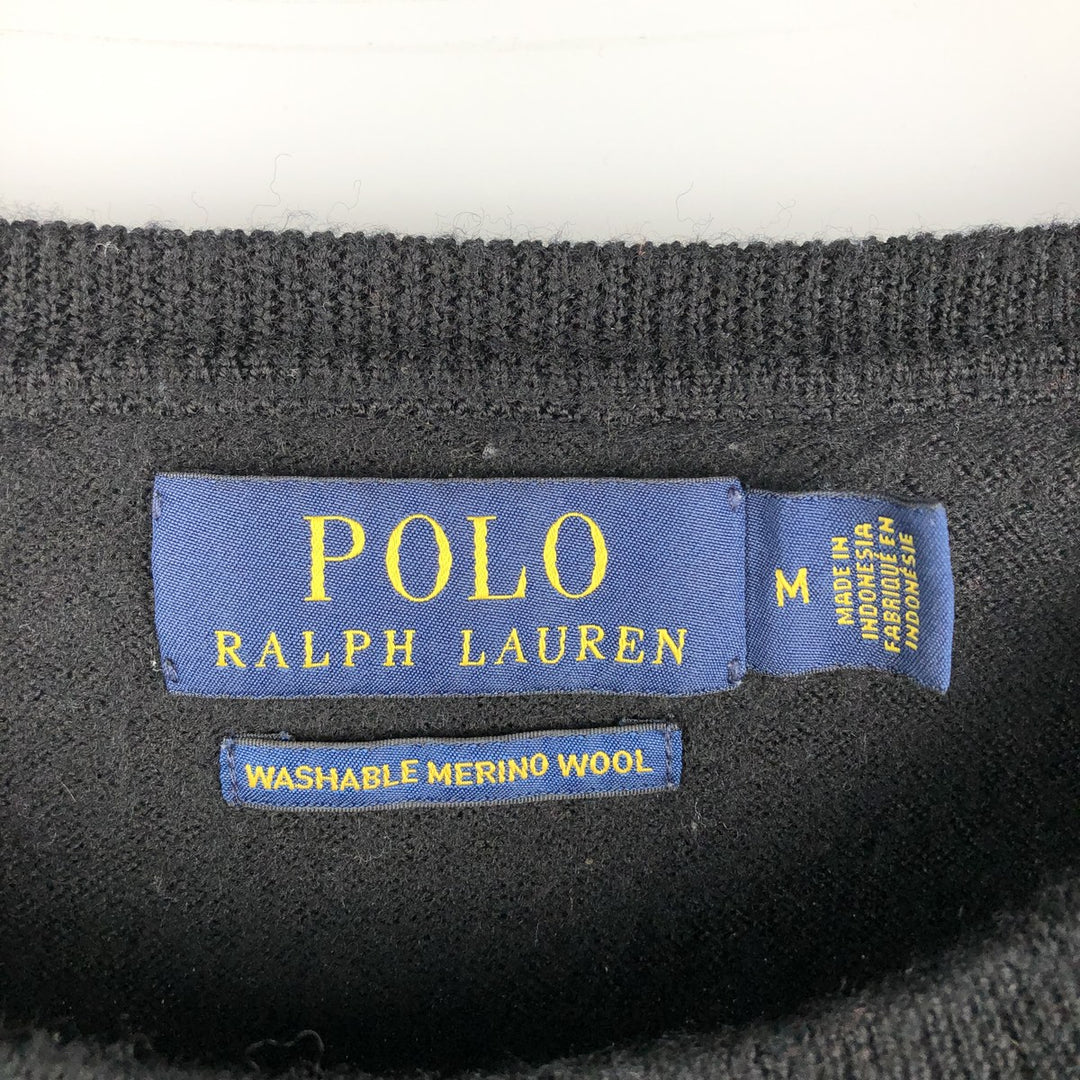 POLO
RALPH LAUREN
M
MADE IN
INDONESIA
FABRIQUÉ EN
INDONÉSIE
WASHABLE MERINO WOOL